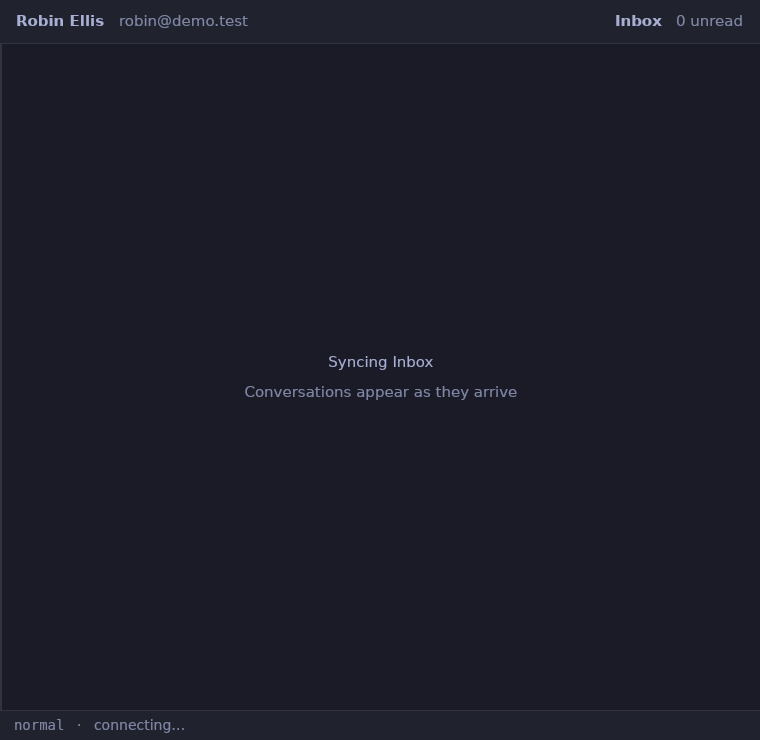 Robin Ellis robin@demo.test Inbox 0 unread
Syncing Inbox
Conversations appear as they arrive
normal · connecting…